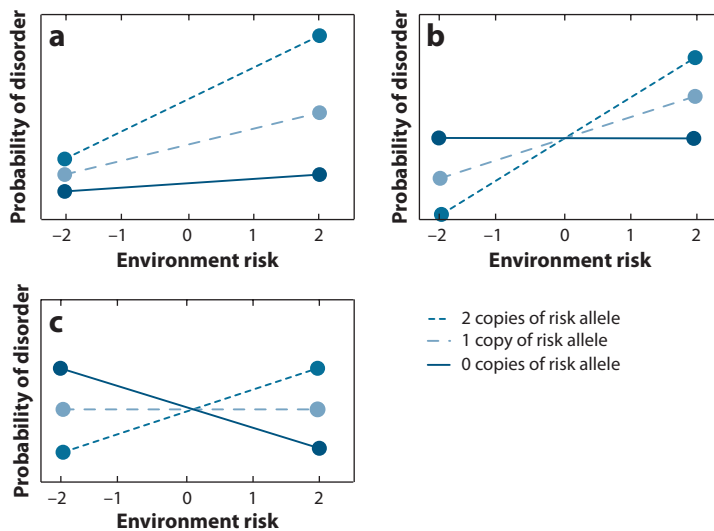 a
Probability of disorder
–2 –1 0 1 2
Environment risk
b
Probability of disorder
–2 –1 0 1 2
Environment risk
c
Probability of disorder
–2 –1 0 1 2
Environment risk
2 copies of risk allele
1 copy of risk allele
0 copies of risk allele